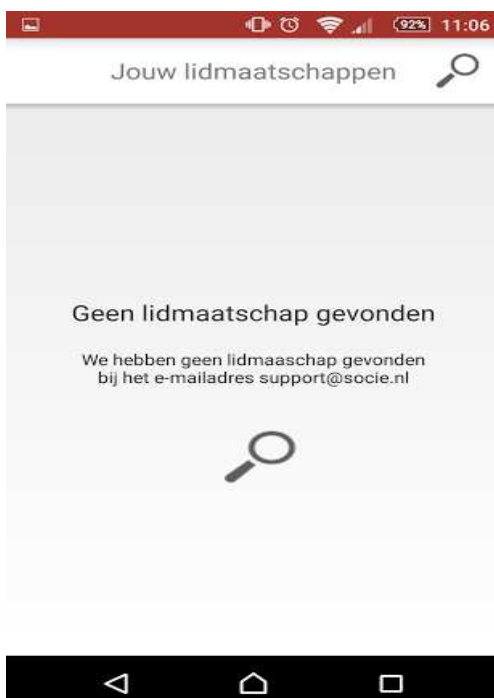 92% 11:06
Jouw lidmaatschappen
Geen lidmaatschap gevonden
We hebben geen lidmaaschap gevonden
bij het e-mailadres support@socie.nl